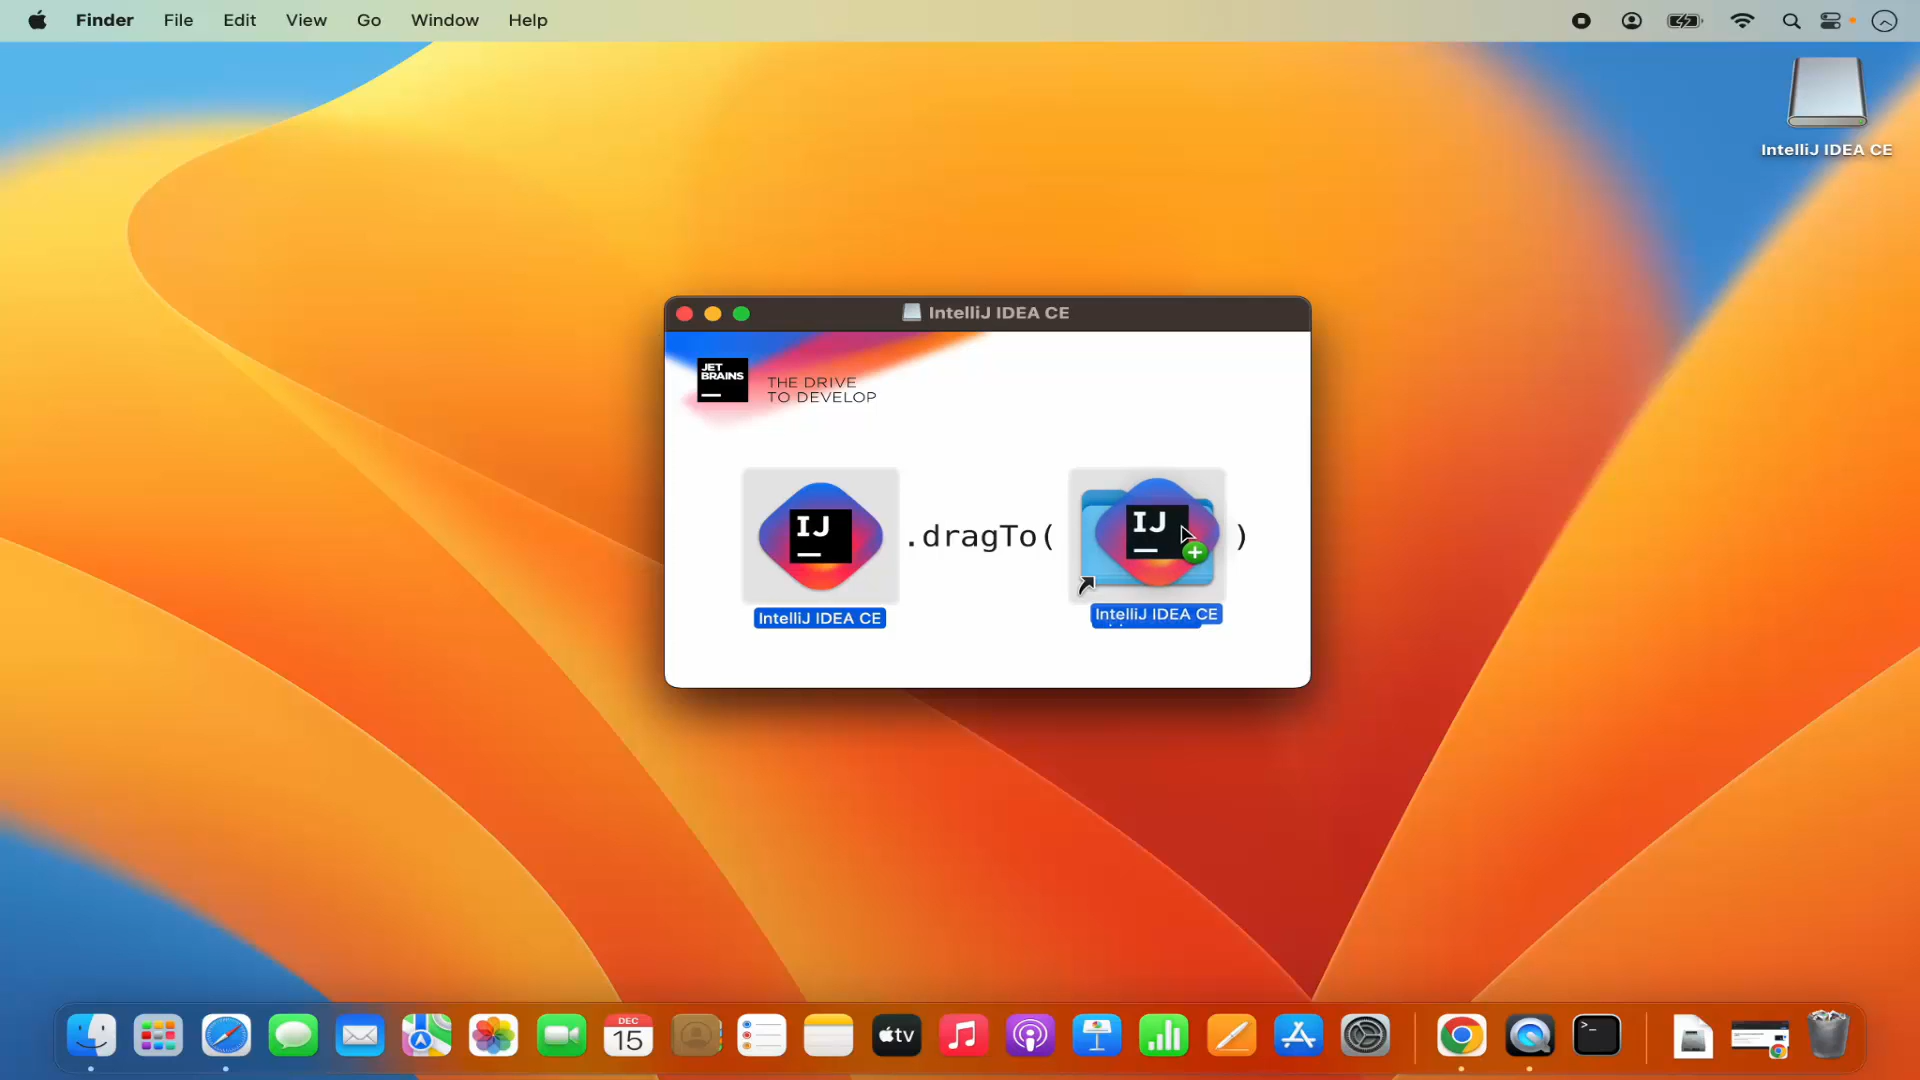 Finder File Edit View Go Window Help
IntelliJ IDEA CE
IntelliJ IDEA CE
JET
BRAINS
THE DRIVE
TO DEVELOP
IJ
.dragTo(
IJ
)
IntelliJ IDEA CE
IntelliJ IDEA CE
DEC
15
tv
>_